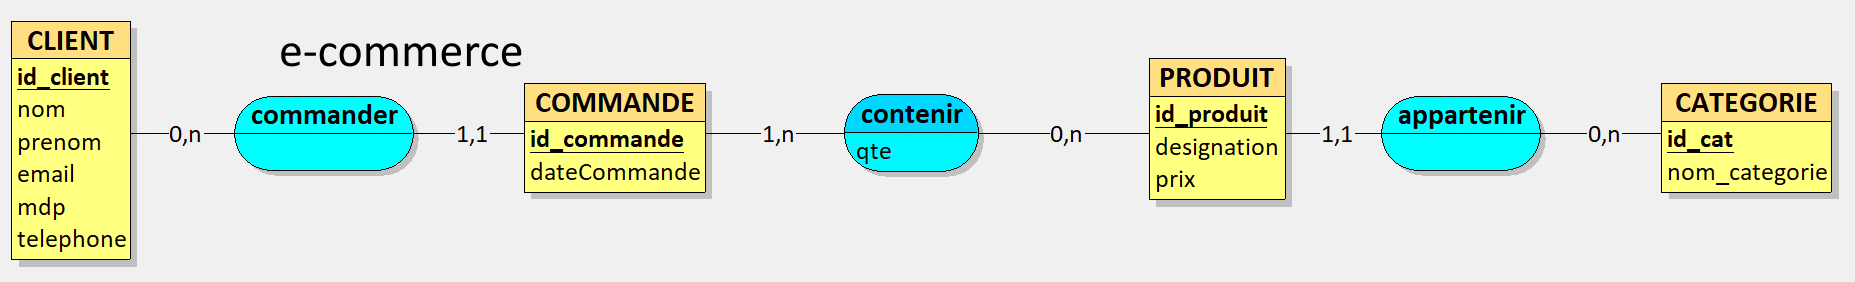 e-commerce
CLIENT
id_client
nom
prenom
email
mdp
telephone
0,n
commander
1,1
COMMANDE
id_commande
dateCommande
1,n
contenir
qte
0,n
PRODUIT
id_produit
designation
prix
1,1
appartenir
0,n
CATEGORIE
id_cat
nom_categorie